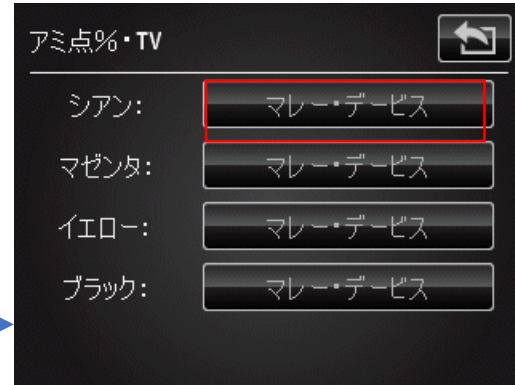 アミ点%・TV
シアン: マレー・デービス
マゼンタ: マレー・デービス
イエロー: マレー・デービス
ブラック: マレー・デービス